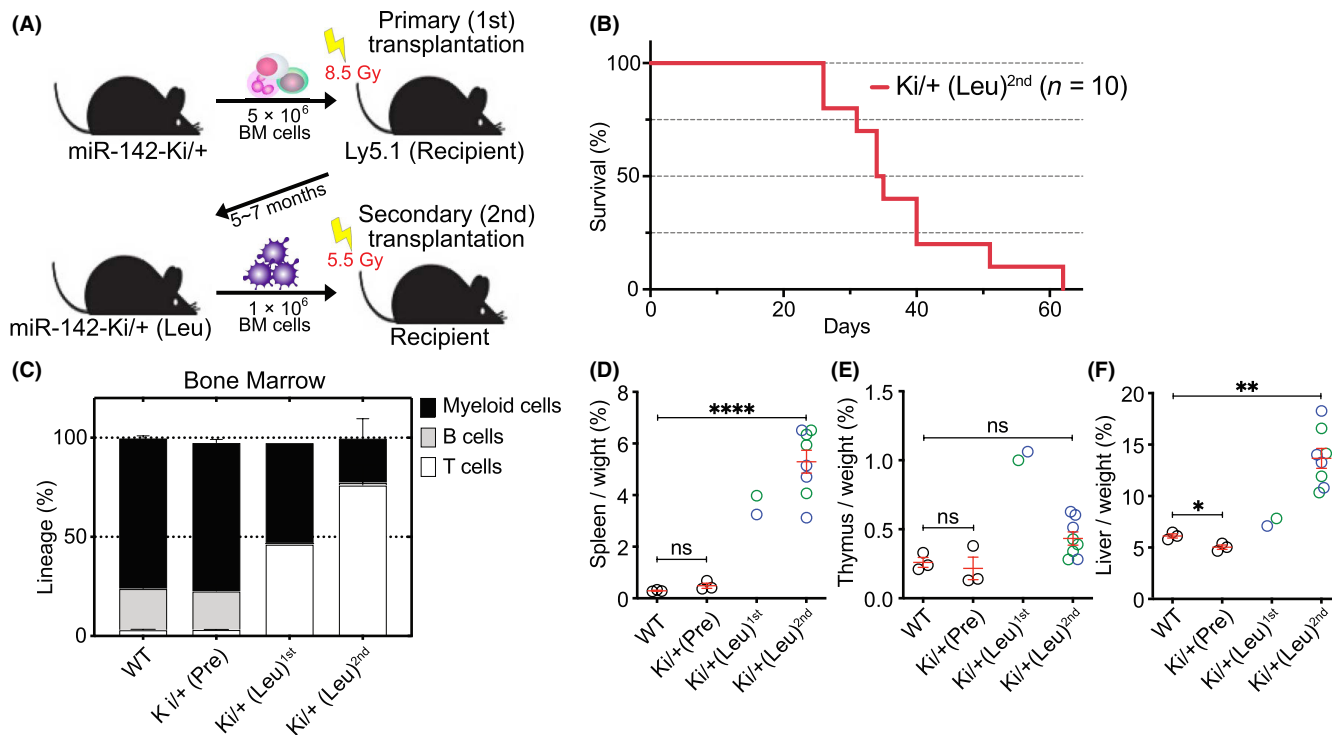 (A)
Primary (1st)
transplantation
8.5 Gy
5 × 10⁶
BM cells
miR-142-Ki/+
Ly5.1 (Recipient)
5~7 months
Secondary (2nd)
transplantation
5.5 Gy
1 × 10⁶
BM cells
miR-142-Ki/+ (Leu)
Recipient
(B)
Ki/+ (Leu)²ⁿᵈ (n = 10)
Survival (%)
100
50
0
0 20 40 60
Days
(C)
Bone Marrow
Myeloid cells
B cells
T cells
Lineage (%)
100
50
0
WT
K i/+ (Pre)
Ki/+ (Leu)¹ˢᵗ
Ki/+ (Leu)²ⁿᵈ
(D)
Spleen / wight (%)
8
6
4
2
0
****
ns
WT
Ki/+(Pre)
Ki/+(Leu)¹ˢᵗ
Ki/+(Leu)²ⁿᵈ
(E)
Thymus / weight (%)
1.5
1.0
0.5
0.0
ns
ns
WT
Ki/+(Pre)
Ki/+(Leu)¹ˢᵗ
Ki/+(Leu)²ⁿᵈ
(F)
Liver / weight (%)
20
15
10
5
0
**
*
WT
Ki/+(Pre)
Ki/+(Leu)¹ˢᵗ
Ki/+(Leu)²ⁿᵈ